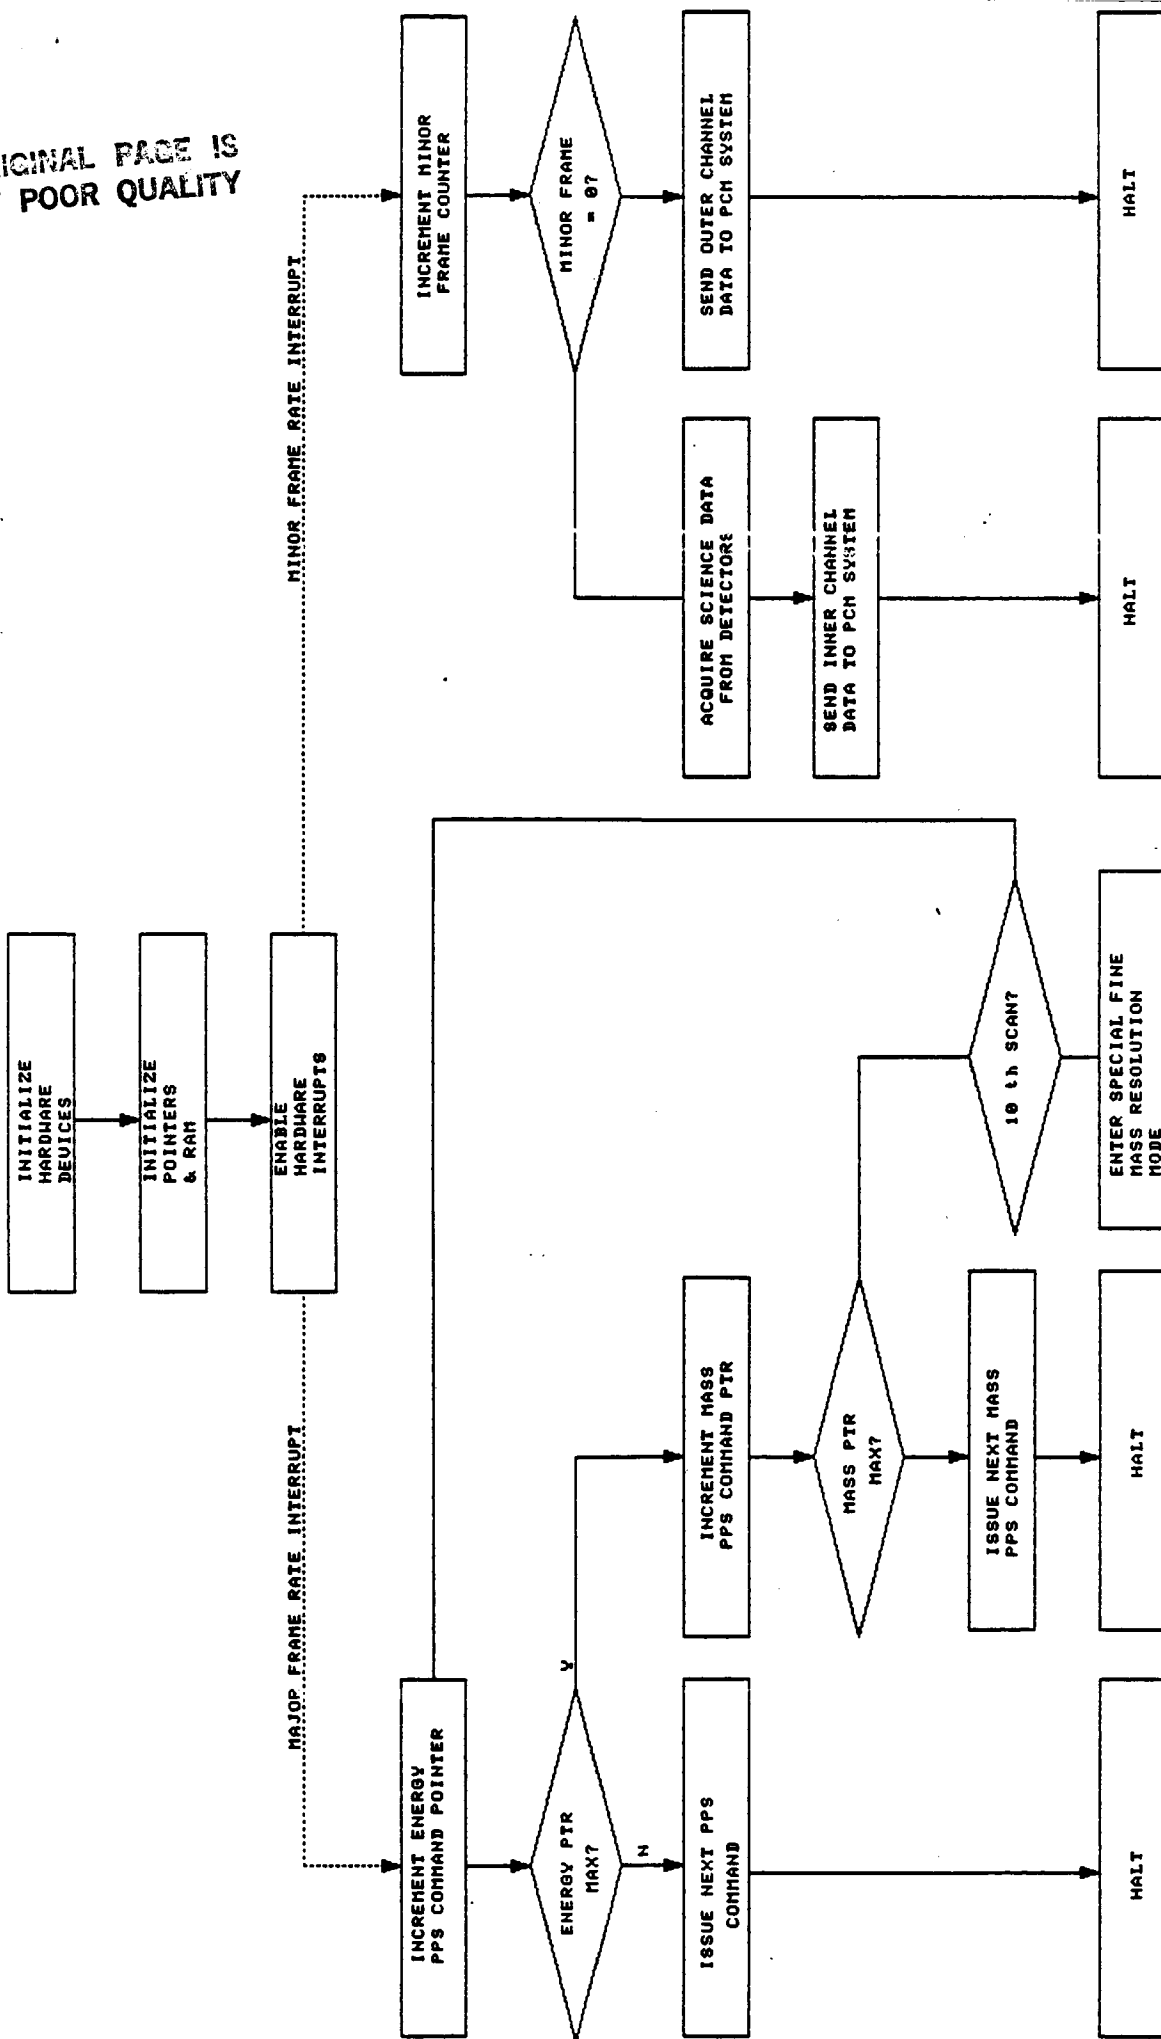 ORIGINAL PAGE IS
POOR QUALITY
INITIALIZE
HARDWARE
DEVICES
INITIALIZE
POINTERS
& RAM
ENABLE
HARDWARE
INTERRUPTS
MAJOR FRAME RATE INTERRUPT
MINOR FRAME RATE INTERRUPT
INCREMENT ENERGY
PPS COMMAND POINTER
ENERGY PTR
MAX?
Y
N
ISSUE NEXT PPS
COMMAND
HALT
INCREMENT MASS
PPS COMMAND PTR
MASS PTR
MAX?
ISSUE NEXT MASS
PPS COMMAND
HALT
10 th SCAN?
ENTER SPECIAL FINE
MASS RESOLUTION
MODE
INCREMENT MINOR
FRAME COUNTER
MINOR FRAME
= 0?
ACQUIRE SCIENCE DATA
FROM DETECTORS
SEND INNER CHANNEL
DATA TO PCM SYSTEM
HALT
SEND OUTER CHANNEL
DATA TO PCM SYSTEM
HALT